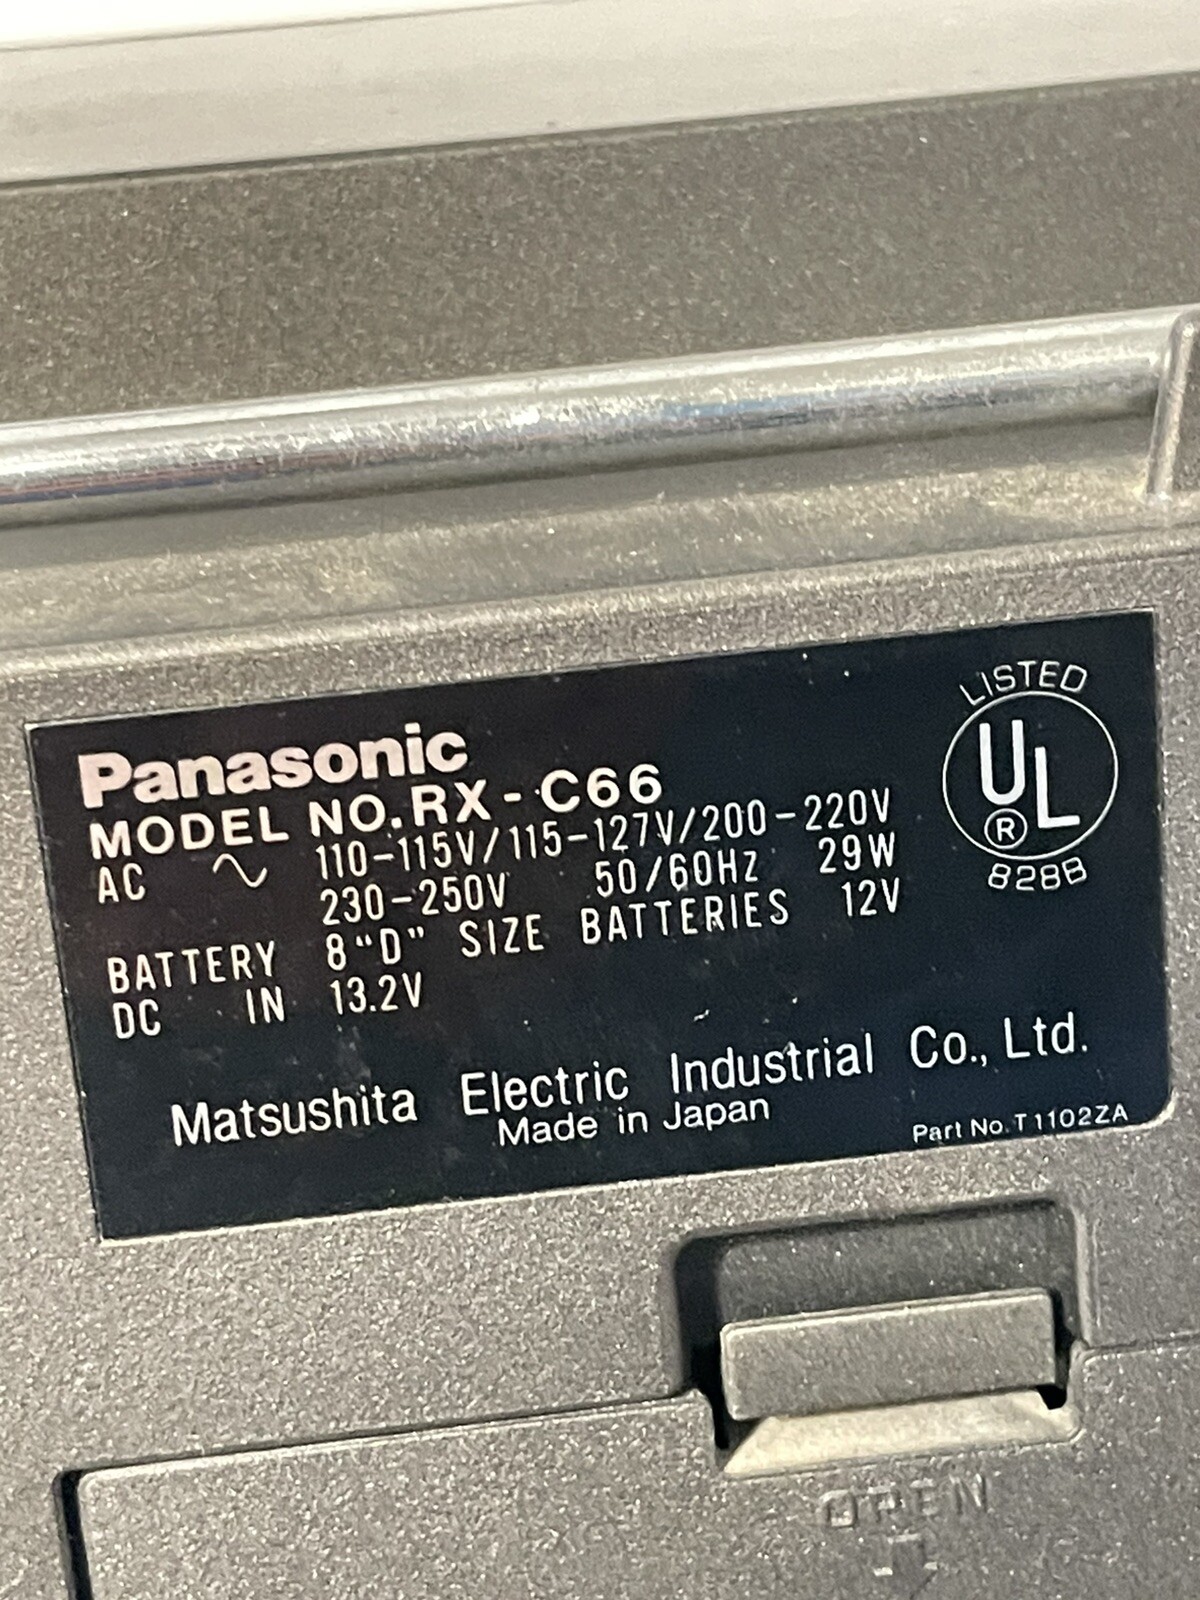 Panasonic
MODEL NO. RX-C66
AC ∿ 110-115V/115-127V/200-220V
230-250V 50/60Hz 29W
BATTERY 8 "D" SIZE BATTERIES 12V
DC IN 13.2V
Matsushita Electric Industrial Co., Ltd.
Made in Japan
Part No. T1102ZA
LISTED
UL
®
828B
OPEN